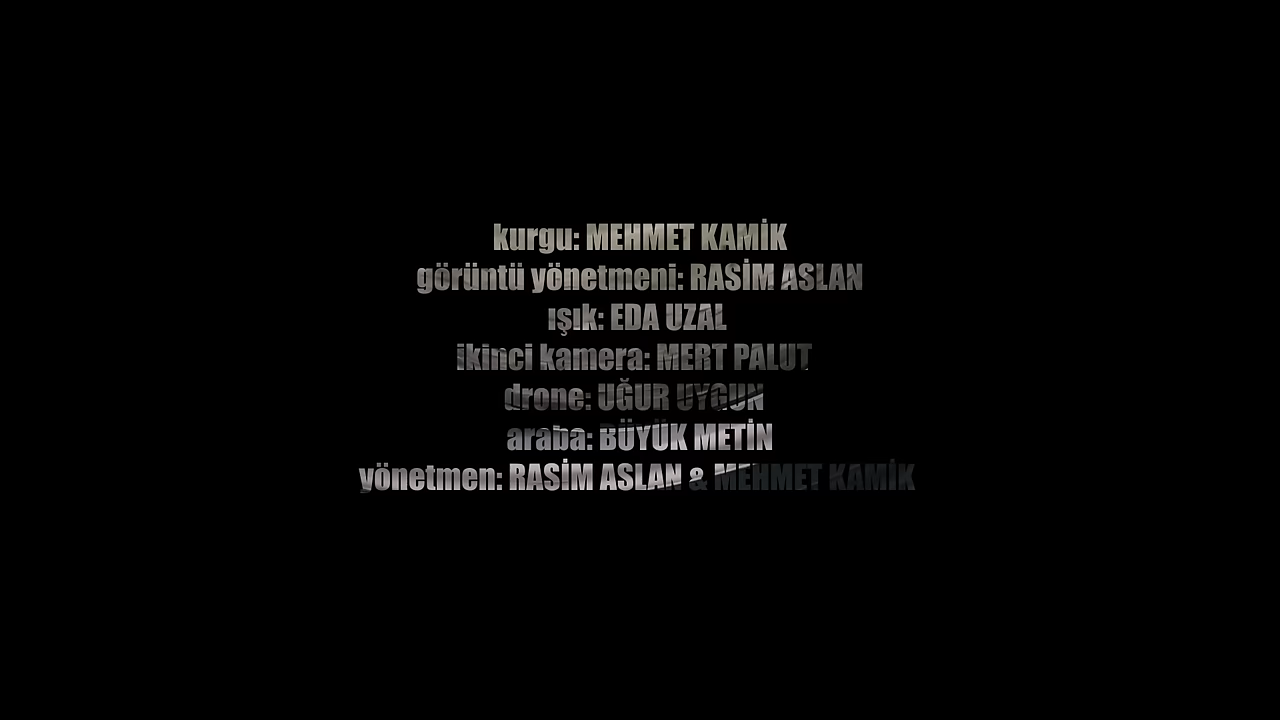 kurgu: MEHMET KAMİK
görüntü yönetmeni: RASİM ASLAN
ışık: EDA UZAL
ikinci kamera: MERT PALUT
drone: UĞUR UYGUN
araba: BÜYÜK METİN
yönetmen: RASİM ASLAN & MEHMET KAMİK